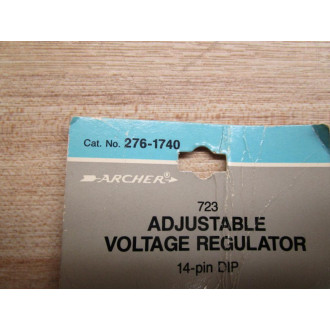 Cat. No. 276-1740
ARCHER®
723
ADJUSTABLE
VOLTAGE REGULATOR
14-pin DIP